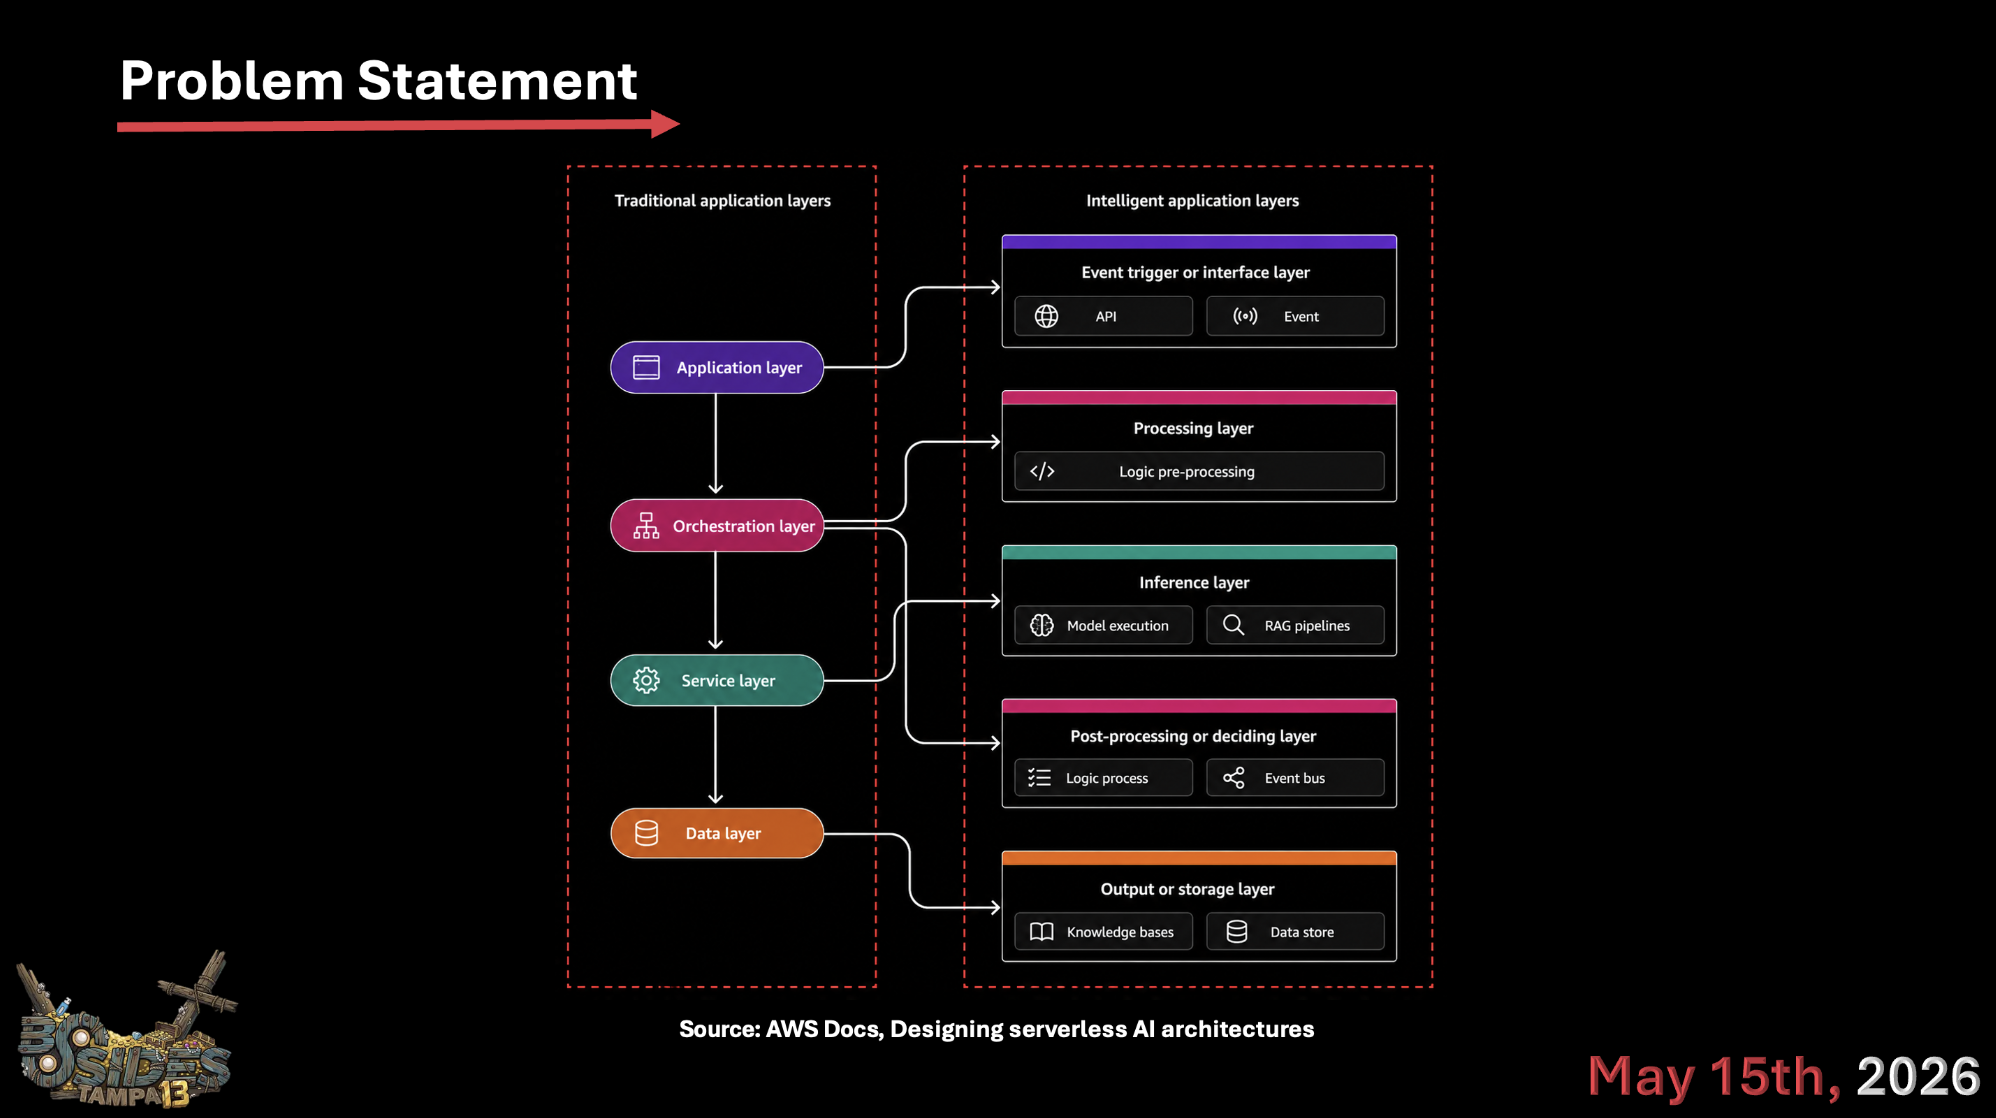 Problem Statement
Traditional application layers
Application layer
Orchestration layer
Service layer
Data layer
Intelligent application layers
Event trigger or interface layer
API
Event
Processing layer
Logic pre-processing
Inference layer
Model execution
RAG pipelines
Post-processing or deciding layer
Logic process
Event bus
Output or storage layer
Knowledge bases
Data store
Source: AWS Docs, Designing serverless AI architectures
BSIDES
TAMPA 13
May 15th, 2026